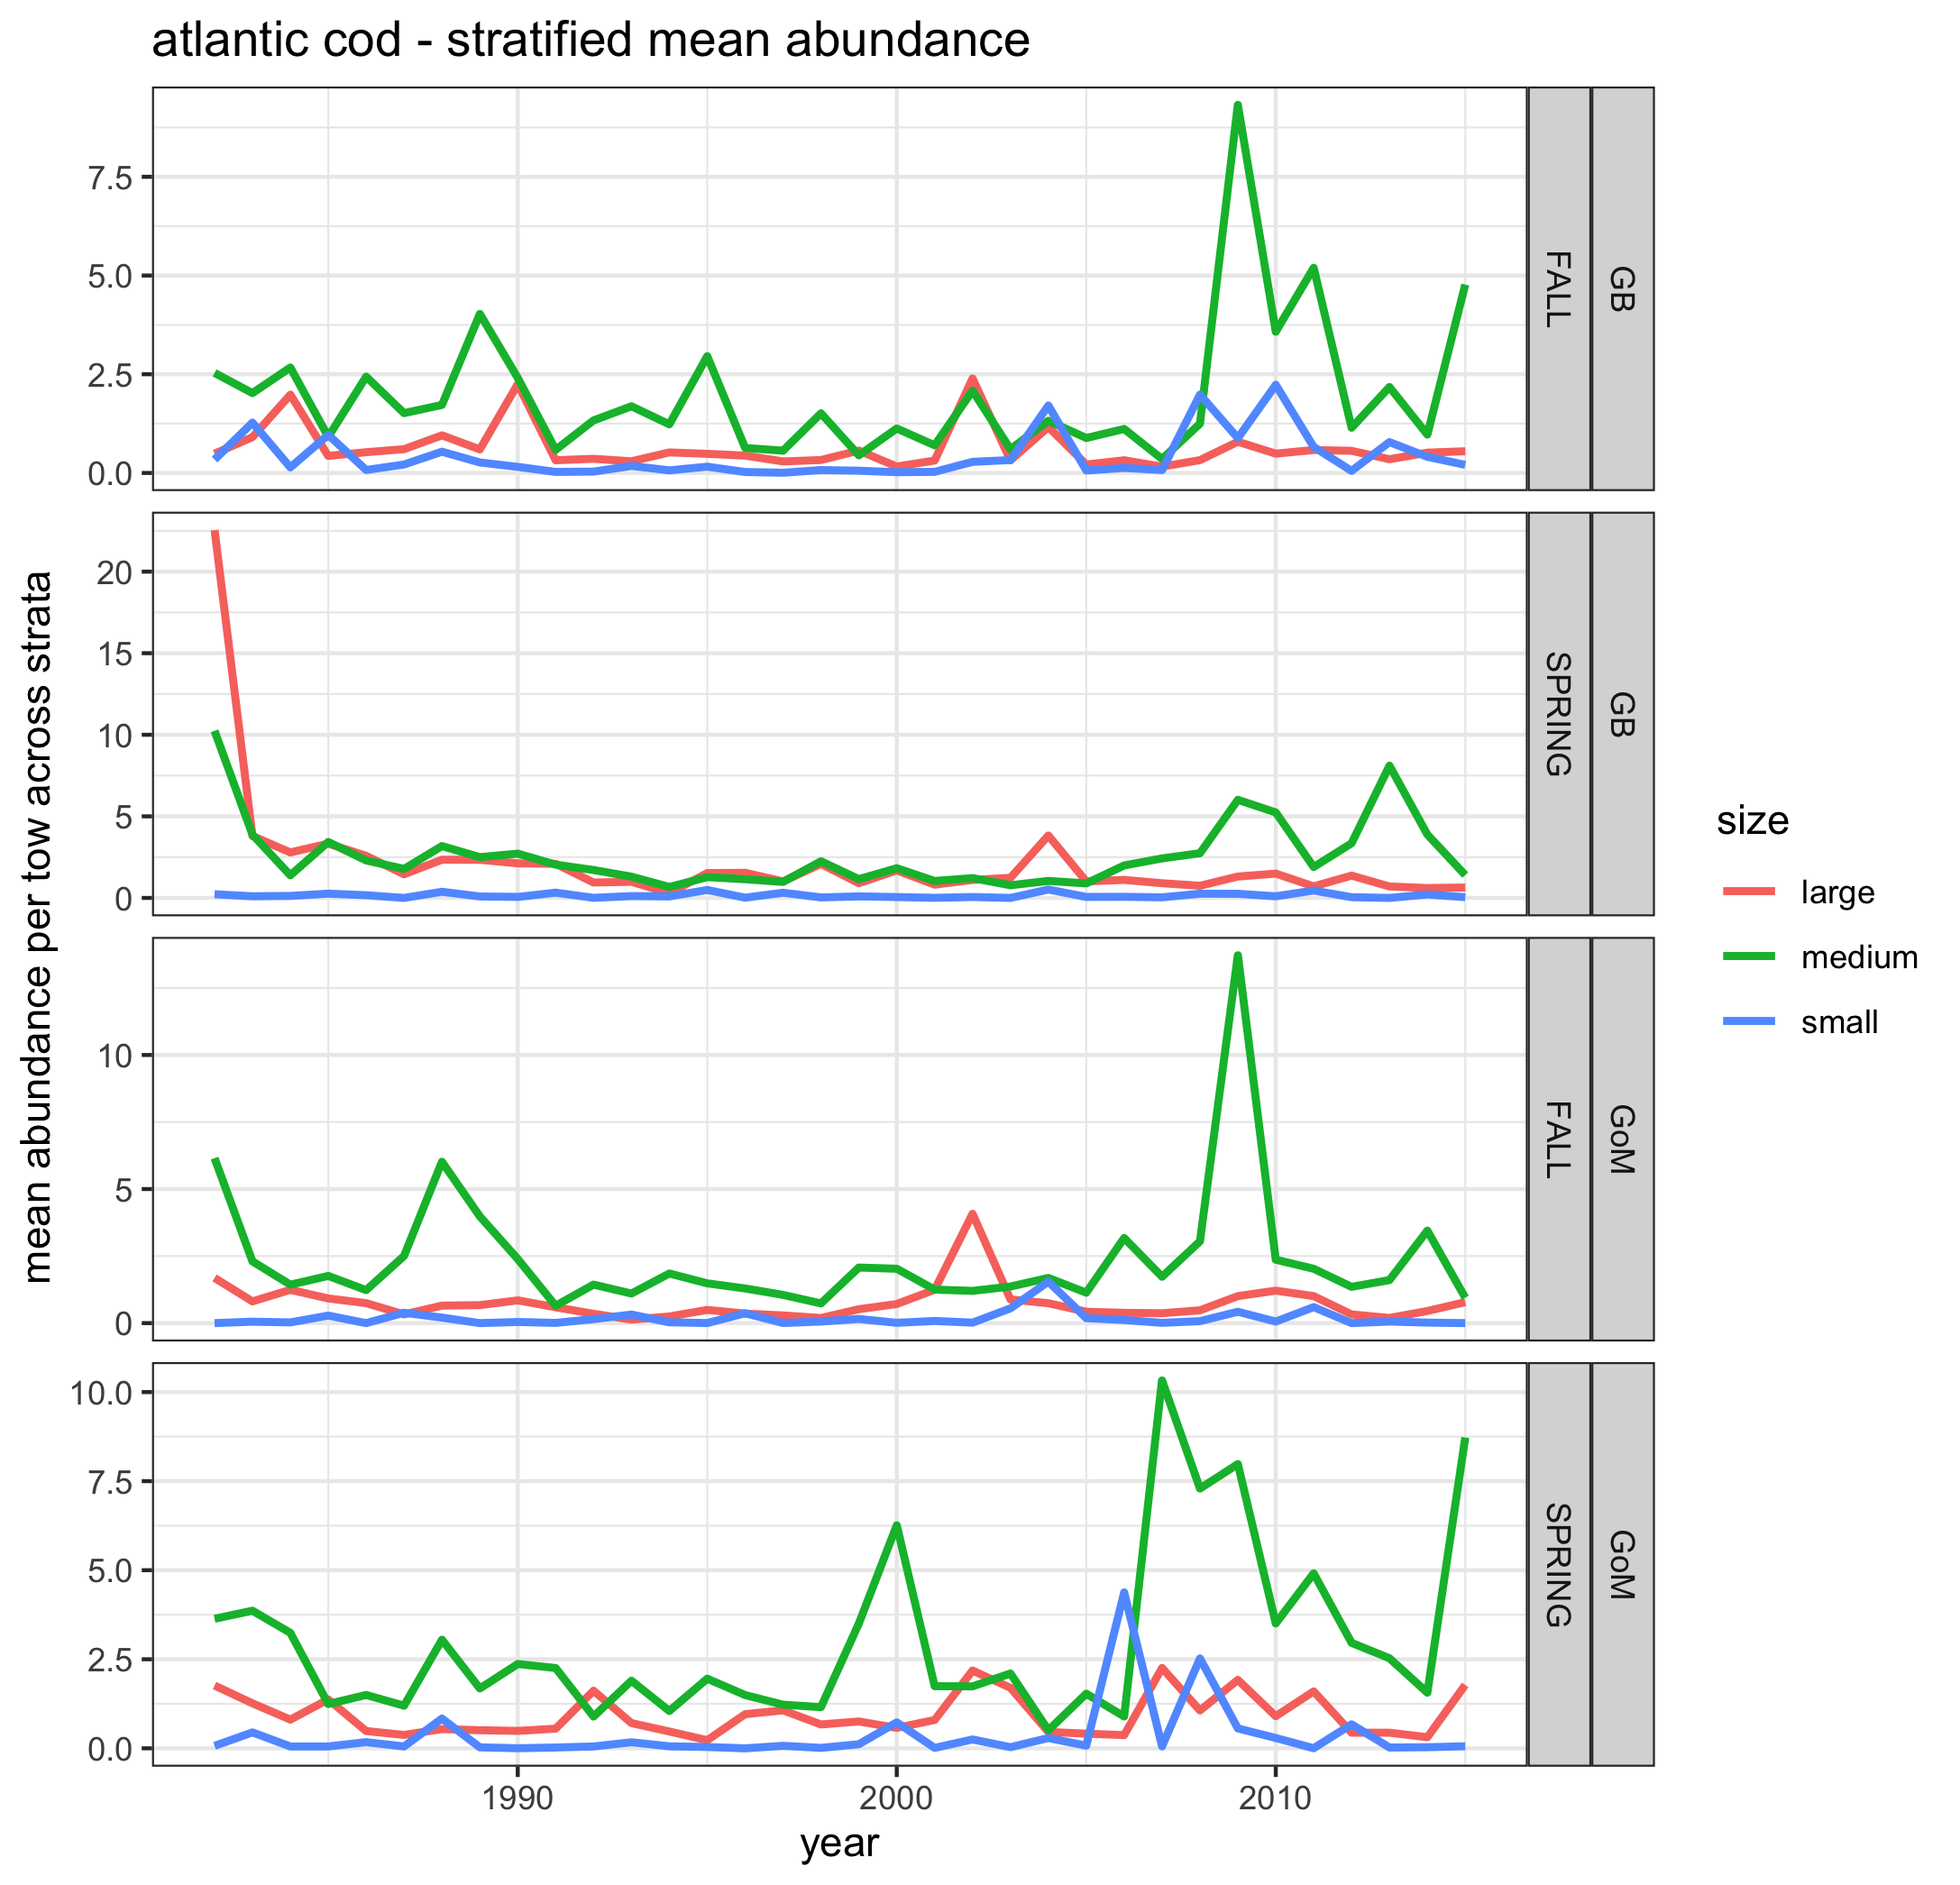 atlantic cod - stratified mean abundance
mean abundance per tow across strata
7.5
5.0
2.5
0.0
FALL
GB
20
15
10
5
0
SPRING
GB
10
5
0
FALL
GoM
10.0
7.5
5.0
2.5
0.0
SPRING
GoM
1990 2000 2010
year
size
large
medium
small